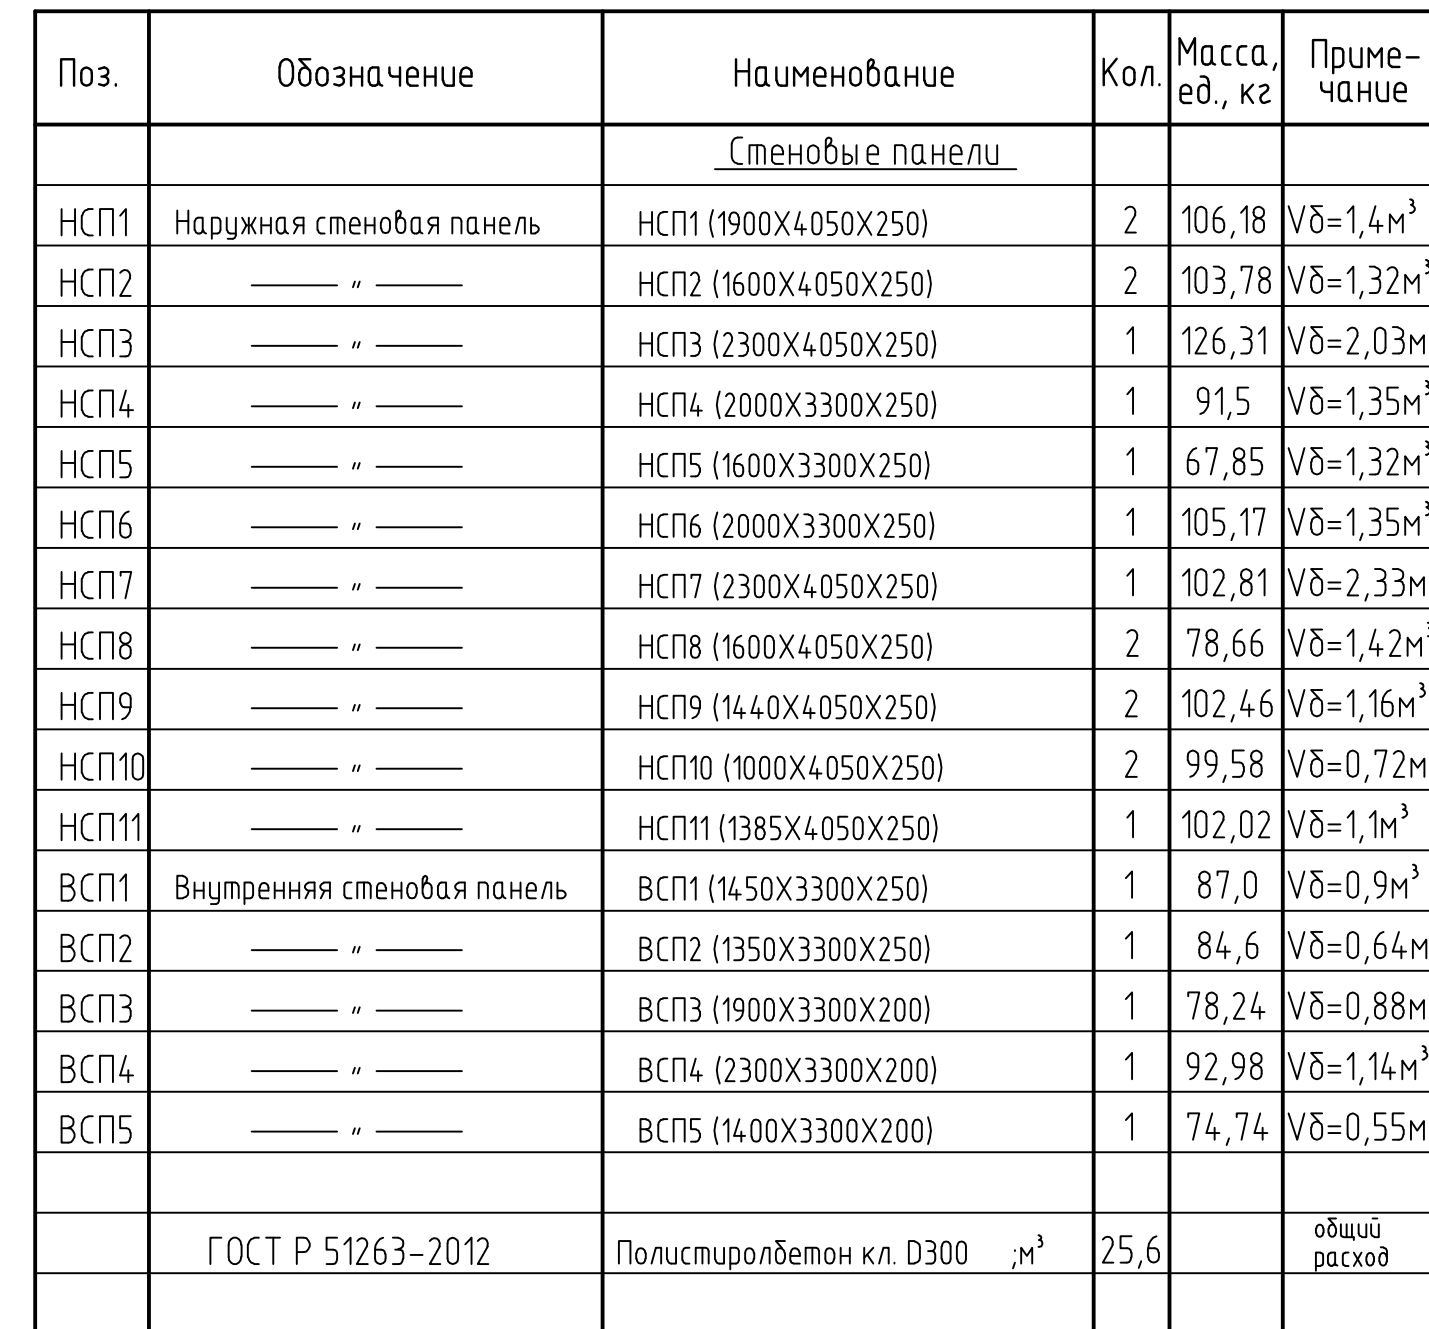 Поз. Обозначение Наименование Кол. Масса, ед., кг Приме-чание
Стеновые панели
НСП1 Наружная стеновая панель НСП1 (1900Х4050Х250) 2 106,18 Vб=1,4м³
НСП2 —— " —— НСП2 (1600Х4050Х250) 2 103,78 Vб=1,32м³
НСП3 —— " —— НСП3 (2300Х4050Х250) 1 126,31 Vб=2,03м
НСП4 —— " —— НСП4 (2000Х3300Х250) 1 91,5 Vб=1,35м³
НСП5 —— " —— НСП5 (1600Х3300Х250) 1 67,85 Vб=1,32м³
НСП6 —— " —— НСП6 (2000Х3300Х250) 1 105,17 Vб=1,35м³
НСП7 —— " —— НСП7 (2300Х4050Х250) 1 102,81 Vб=2,33м
НСП8 —— " —— НСП8 (1600Х4050Х250) 2 78,66 Vб=1,42м³
НСП9 —— " —— НСП9 (1440Х4050Х250) 2 102,46 Vб=1,16м³
НСП10 —— " —— НСП10 (1000Х4050Х250) 2 99,58 Vб=0,72м
НСП11 —— " —— НСП11 (1385Х4050Х250) 1 102,02 Vб=1,1м³
ВСП1 Внутренняя стеновая панель ВСП1 (1450Х3300Х250) 1 87,0 Vб=0,9м³
ВСП2 —— " —— ВСП2 (1350Х3300Х250) 1 84,6 Vб=0,64м
ВСП3 —— " —— ВСП3 (1900Х3300Х200) 1 78,24 Vб=0,88м
ВСП4 —— " —— ВСП4 (2300Х3300Х200) 1 92,98 Vб=1,14м³
ВСП5 —— " —— ВСП5 (1400Х3300Х200) 1 74,74 Vб=0,55м
ГОСТ Р 51263-2012 Полистиролбетон кл. D300 ;м³ 25,6 общий расход